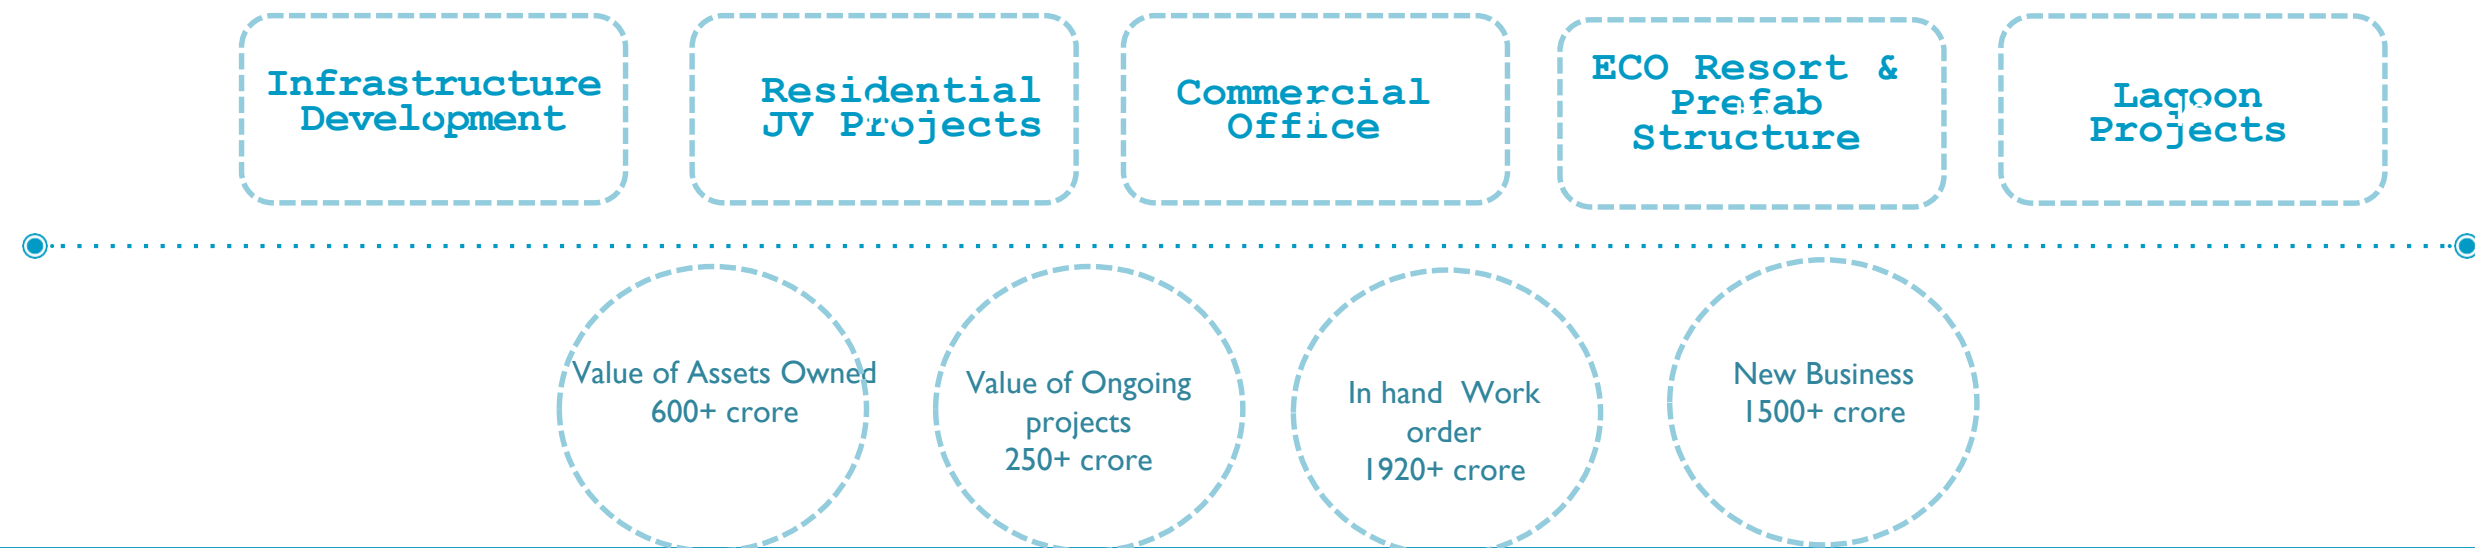 Infrastructure
Development
Residential
JV Projects
Commercial
Office
ECO Resort &
Prefab
Structure
Lagoon
Projects
Value of Assets Owned
600+ crore
Value of Ongoing
projects
250+ crore
In hand Work
order
1920+ crore
New Business
1500+ crore